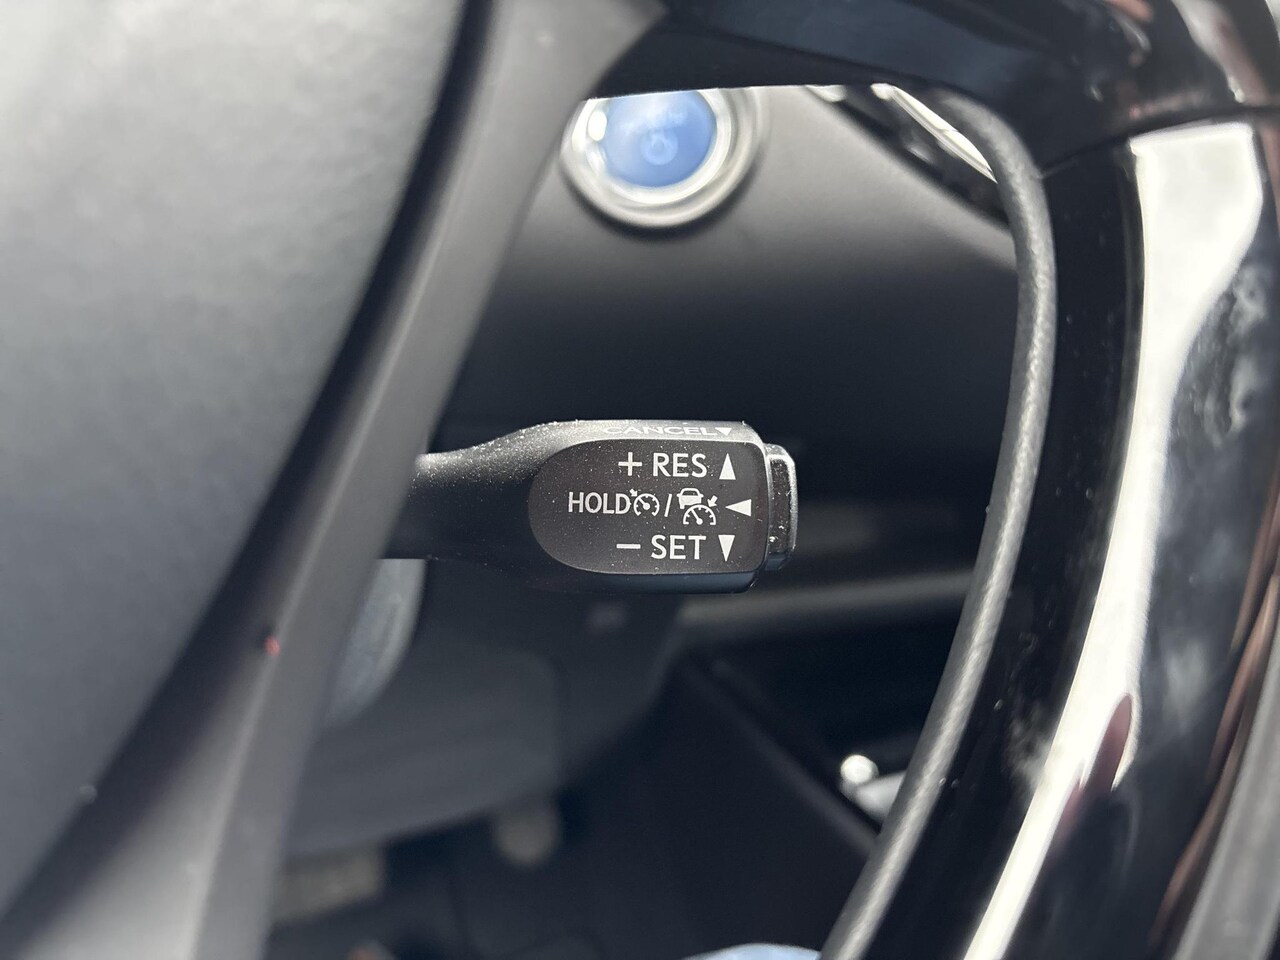 CANCEL▼
+ RES ▲
HOLD / ◀
− SET ▼